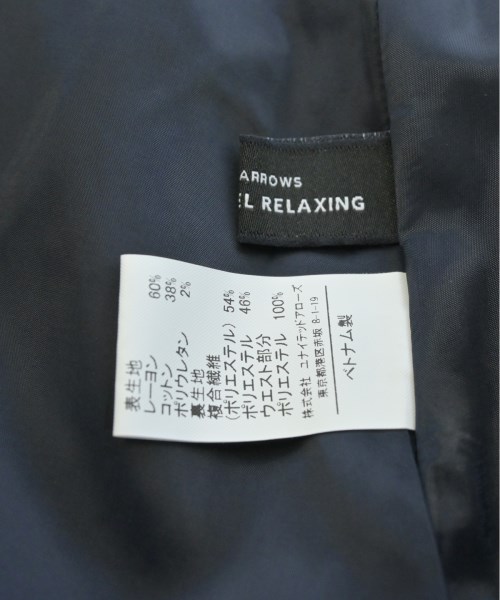 ARROWS
EL RELAXING
表生地
レーヨン 60%
コットン 38%
ポリウレタン 2%
裏生地
複合繊維
(ポリエステル) 54%
ポリエステル 46%
ウエスト部分
ポリエステル 100%
株式会社 ユナイテッドアローズ
東京都港区赤坂 8-1-19
ベトナム製